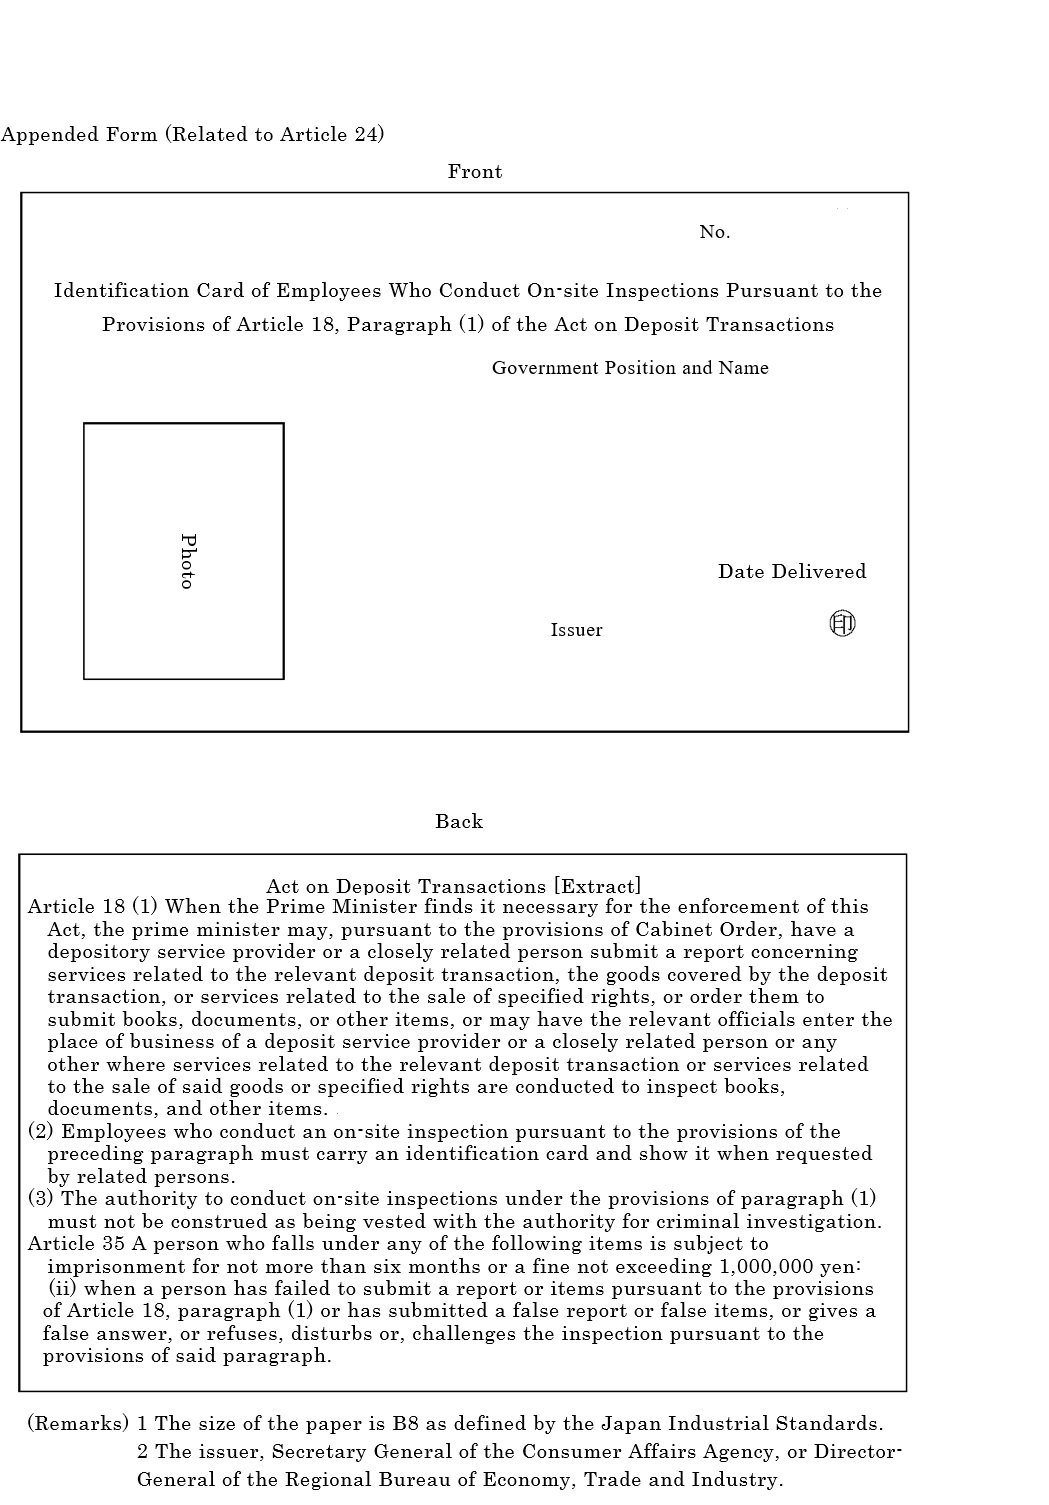 Appended Form (Related to Article 24)
Front
No.
Identification Card of Employees Who Conduct On-site Inspections Pursuant to the
Provisions of Article 18, Paragraph (1) of the Act on Deposit Transactions
Government Position and Name
Photo
Date Delivered
Issuer
印
Back
Act on Deposit Transactions [Extract]
Article 18 (1) When the Prime Minister finds it necessary for the enforcement of this
Act, the prime minister may, pursuant to the provisions of Cabinet Order, have a
depository service provider or a closely related person submit a report concerning
services related to the relevant deposit transaction, the goods covered by the deposit
transaction, or services related to the sale of specified rights, or order them to
submit books, documents, or other items, or may have the relevant officials enter the
place of business of a deposit service provider or a closely related person or any
other where services related to the relevant deposit transaction or services related
to the sale of said goods or specified rights are conducted to inspect books,
documents, and other items.
(2) Employees who conduct an on-site inspection pursuant to the provisions of the
preceding paragraph must carry an identification card and show it when requested
by related persons.
(3) The authority to conduct on-site inspections under the provisions of paragraph (1)
must not be construed as being vested with the authority for criminal investigation.
Article 35 A person who falls under any of the following items is subject to
imprisonment for not more than six months or a fine not exceeding 1,000,000 yen:
(ii) when a person has failed to submit a report or items pursuant to the provisions
of Article 18, paragraph (1) or has submitted a false report or false items, or gives a
false answer, or refuses, disturbs or, challenges the inspection pursuant to the
provisions of said paragraph.
(Remarks) 1 The size of the paper is B8 as defined by the Japan Industrial Standards.
2 The issuer, Secretary General of the Consumer Affairs Agency, or Director-
General of the Regional Bureau of Economy, Trade and Industry.